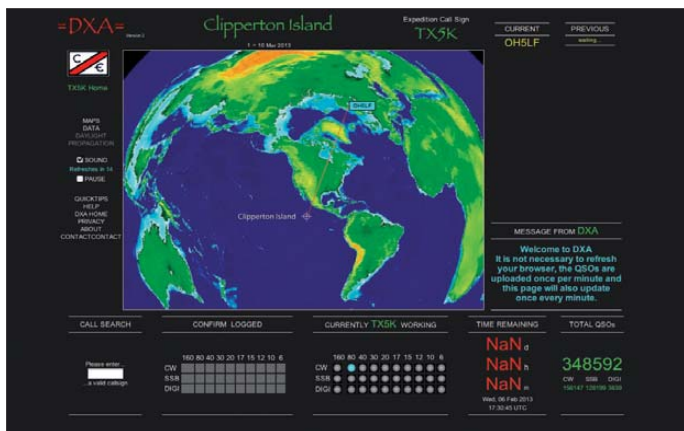 =DXA=
Version 2
Clipperton Island
1 - 10 Mar 2013
Expedition Call Sign
TX5K
CURRENT
OH5LF
PREVIOUS
waiting...
C
€
TX5K Home
MAPS
DATA
DAYLIGHT
PROPAGATION
SOUND
Refreshes in 14
PAUSE
QUICKTIPS
HELP
DXA HOME
PRIVACY
ABOUT
CONTACTCONTACT
OH5LF
Clipperton Island
MESSAGE FROM DXA
Welcome to DXA
It is not necessary to refresh
your browser, the QSOs are
uploaded once per minute and
this page will also update
once every minute.
CALL SEARCH
Please enter...
...a valid callsign
CONFIRM LOGGED
160 80 40 30 20 17 15 12 10 6
CW
SSB
DIGI
CURRENTLY TX5K WORKING
160 80 40 30 20 17 15 12 10 6
CW
SSB
DIGI
TIME REMAINING
NaN d
NaN h
NaN m
Wed, 06 Feb 2013
17:30:45 UTC
TOTAL QSOs
348592
CW SSB DIGI